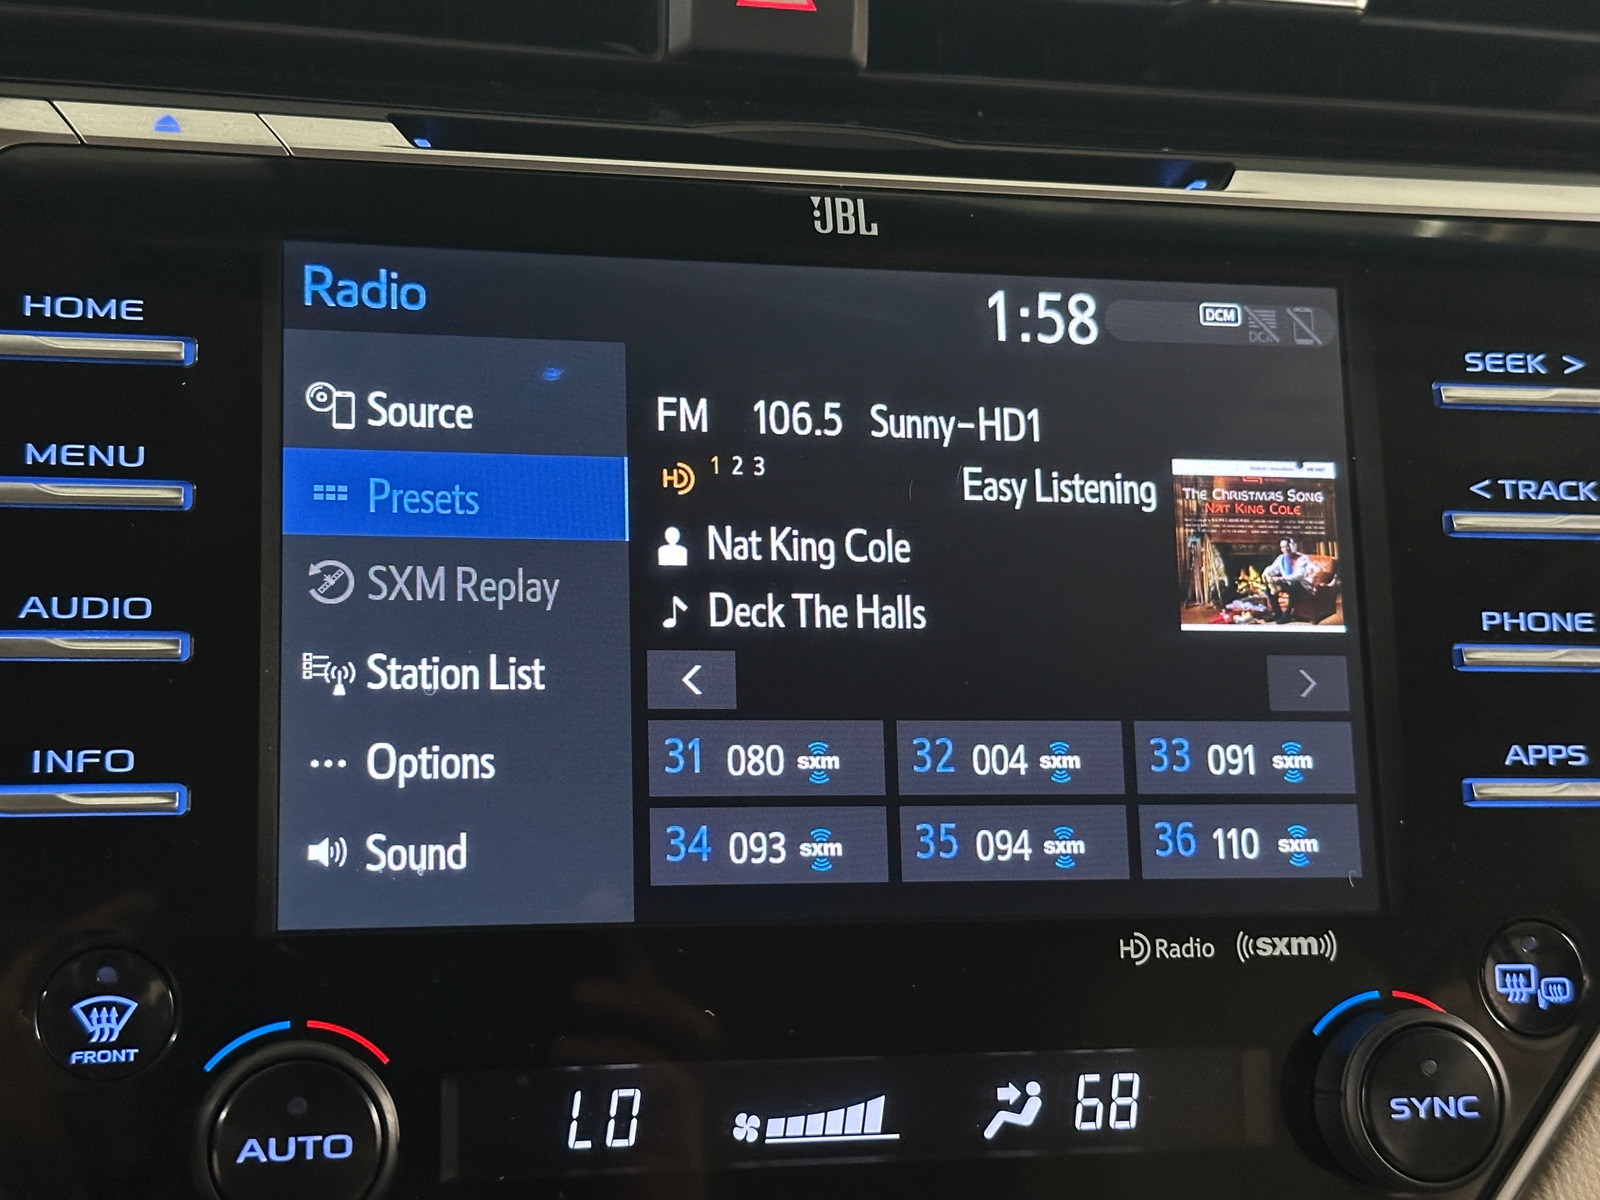 JBL
HOME
MENU
AUDIO
INFO
Radio
1:58
DCM
DCM
Source
Presets
SXM Replay
Station List
Options
Sound
FM 106.5 Sunny-HD1
HD 1 2 3
Easy Listening
Nat King Cole
Deck The Halls
THE CHRISTMAS SONG
NAT KING COLE
<
>
31 080 sxm
32 004 sxm
33 091 sxm
34 093 sxm
35 094 sxm
36 110 sxm
SEEK >
< TRACK
PHONE
APPS
HD Radio ((sxm))
FRONT
AUTO
LO
68
SYNC